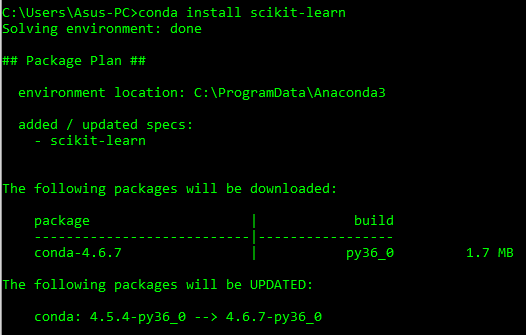 C:\Users\Asus-PC>conda install scikit-learn
Solving environment: done
## Package Plan ##
environment location: C:\ProgramData\Anaconda3
added / updated specs:
- scikit-learn
The following packages will be downloaded:
package | build
---------------------------|-----------------
conda-4.6.7 | py36_0 1.7 MB
The following packages will be UPDATED:
conda: 4.5.4-py36_0 --> 4.6.7-py36_0